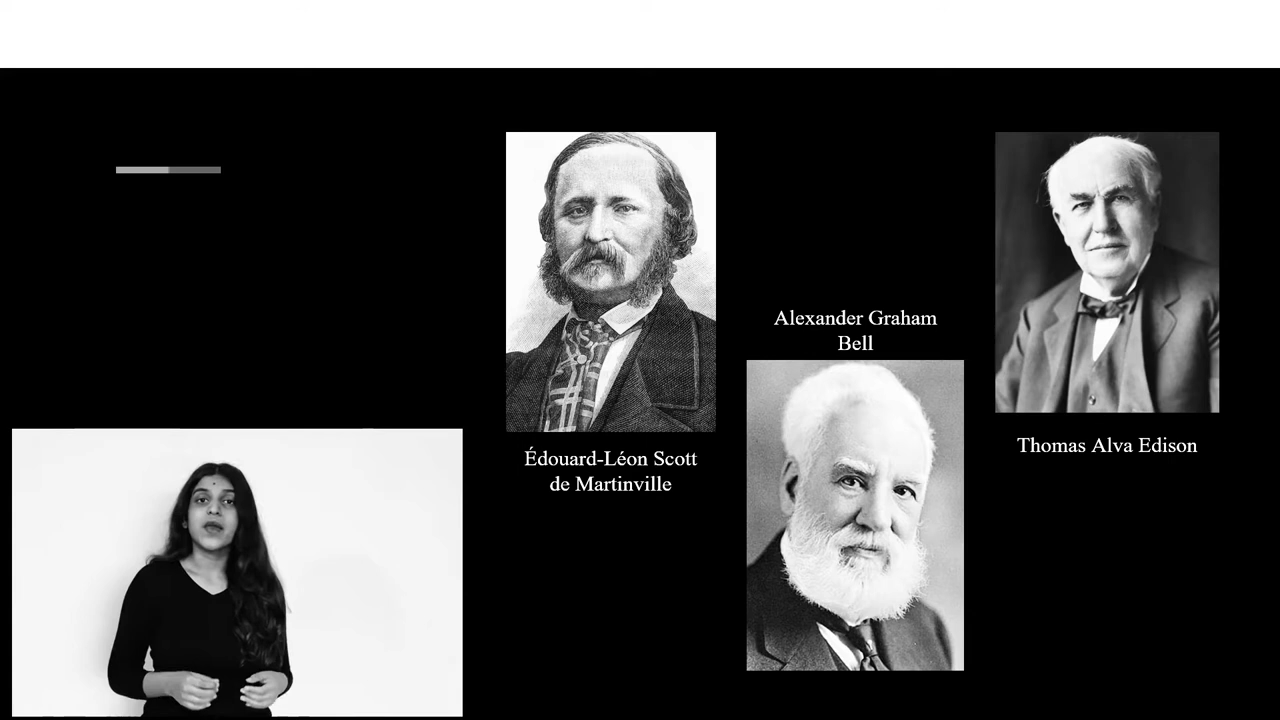 Édouard-Léon Scott
de Martinville
Alexander Graham
Bell
Thomas Alva Edison